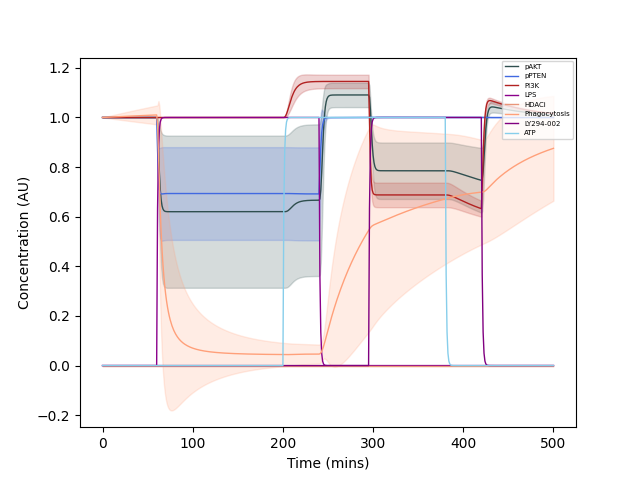 1.2
1.0
0.8
0.6
0.4
0.2
0.0
−0.2
Concentration (AU)
0
100
200
300
400
500
Time (mins)
pAKT
pPTEN
PI3K
LPS
HDACi
Phagocytosis
LY294-002
ATP